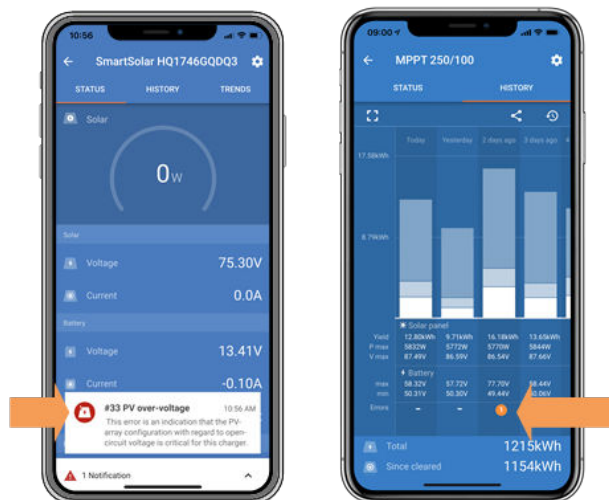 10:56
SmartSolar HQ1746GQDQ3
STATUS HISTORY TRENDS
Solar
0W
Solar
Voltage 75.30V
Current 0.0A
Battery
Voltage 13.41V
Current -0.10A
#33 PV over-voltage 10:56 AM
This error is an indication that the PV-
array configuration with regard to open-
circuit voltage is critical for this charger.
1 Notification
09:00
MPPT 250/100
STATUS HISTORY
Today Yesterday 2 days ago 3 days ago
17.58kWh
8.79kWh
Solar panel
Yield 12.80kWh 9.71kWh 16.18kWh 13.65kWh
P max 5832W 5772W 5770W 5844W
V max 87.49V 86.59V 86.54V 87.66V
Battery
max 58.32V 57.72V 77.70V 58.44V
min 50.31V 50.30V 49.44V 50.06V
Errors - - 1
Total 1215kWh
Since cleared 1154kWh